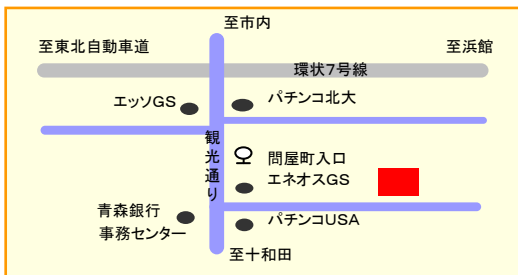 至市内
至東北自動車道
至浜館
環状7号線
エッソGS
パチンコ北大
観光通り
問屋町入口
エネオスGS
青森銀行
事務センター
パチンコUSA
至十和田